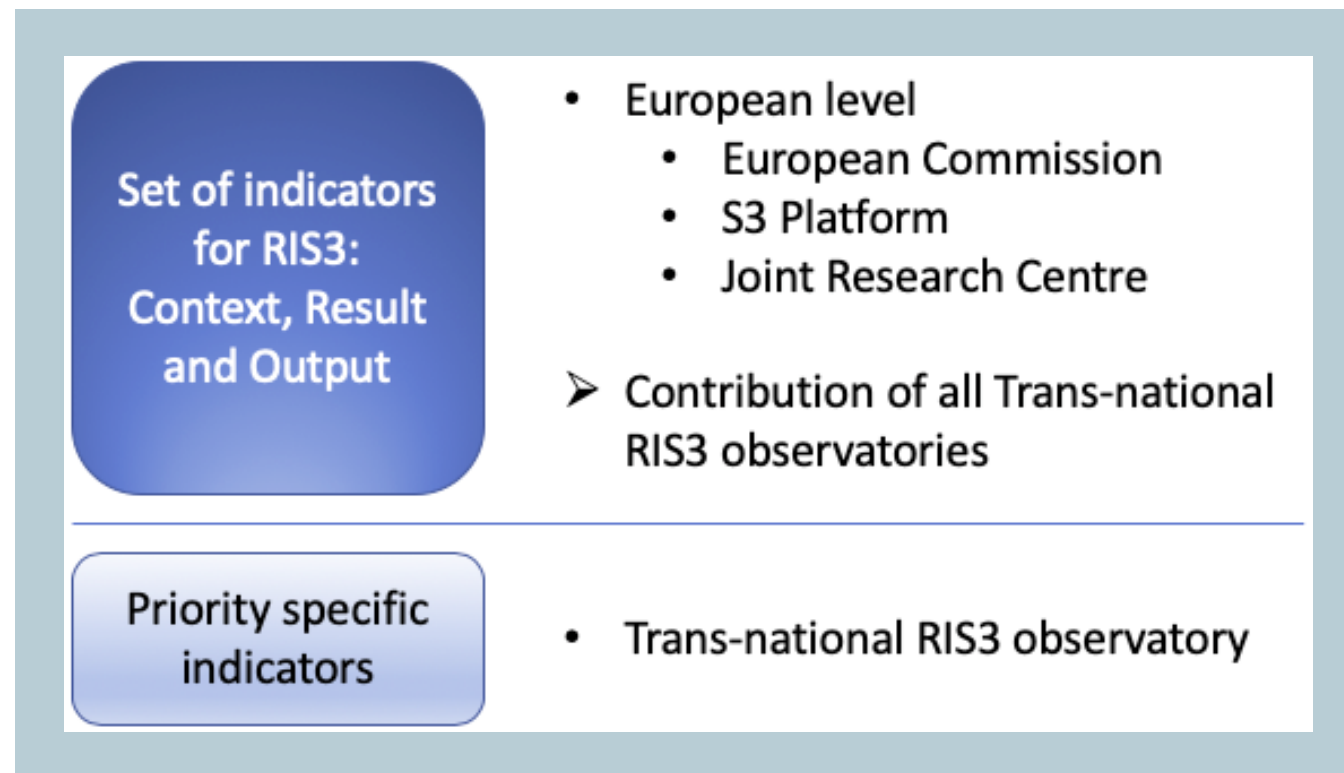 Set of indicators
for RIS3:
Context, Result
and Output
• European level
• European Commission
• S3 Platform
• Joint Research Centre
➢ Contribution of all Trans-national
RIS3 observatories
Priority specific
indicators
• Trans-national RIS3 observatory